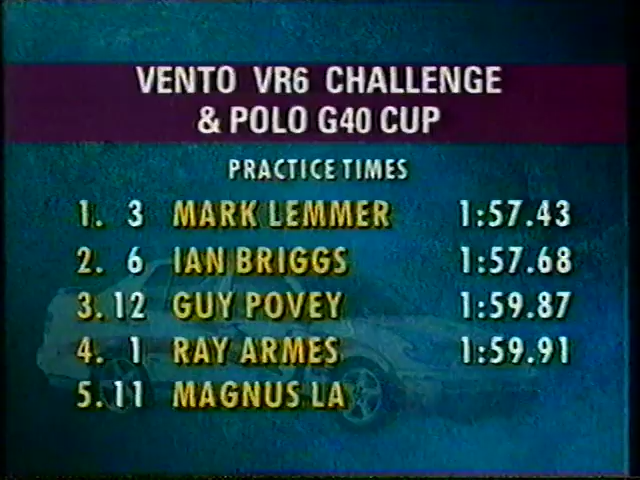 VENTO VR6 CHALLENGE
& POLO G40 CUP
PRACTICE TIMES
1. 3 MARK LEMMER 1:57.43
2. 6 IAN BRIGGS 1:57.68
3. 12 GUY POVEY 1:59.87
4. 1 RAY ARMES 1:59.91
5. 11 MAGNUS LA